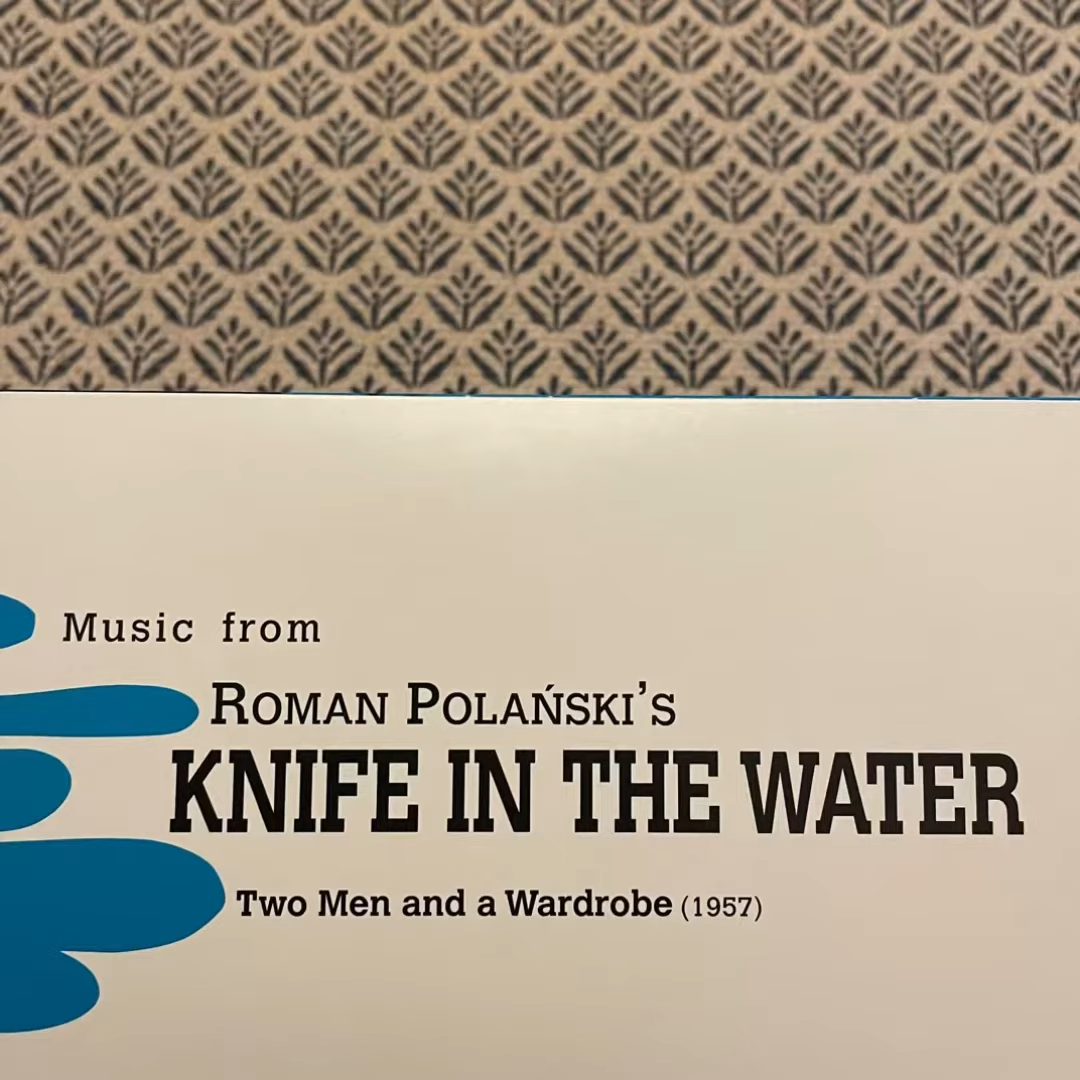 Music from
ROMAN POLAŃSKI'S
KNIFE IN THE WATER
Two Men and a Wardrobe (1957)